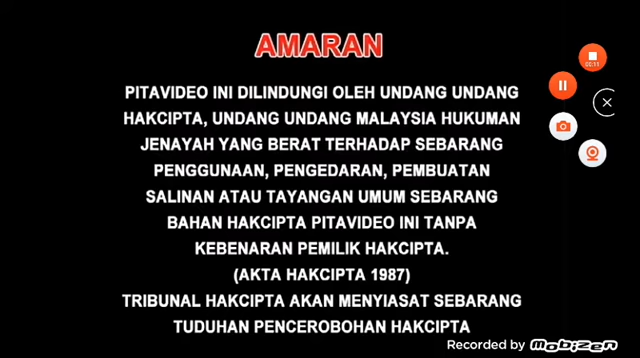 AMARAN
PITAVIDEO INI DILINDUNGI OLEH UNDANG UNDANG
HAKCIPTA, UNDANG UNDANG MALAYSIA HUKUMAN
JENAYAH YANG BERAT TERHADAP SEBARANG
PENGGUNAAN, PENGEDARAN, PEMBUATAN
SALINAN ATAU TAYANGAN UMUM SEBARANG
BAHAN HAKCIPTA PITAVIDEO INI TANPA
KEBENARAN PEMILIK HAKCIPTA.
(AKTA HAKCIPTA 1987)
TRIBUNAL HAKCIPTA AKAN MENYIASAT SEBARANG
TUDUHAN PENCEROBOHAN HAKCIPTA
00:11
Recorded by mobizen